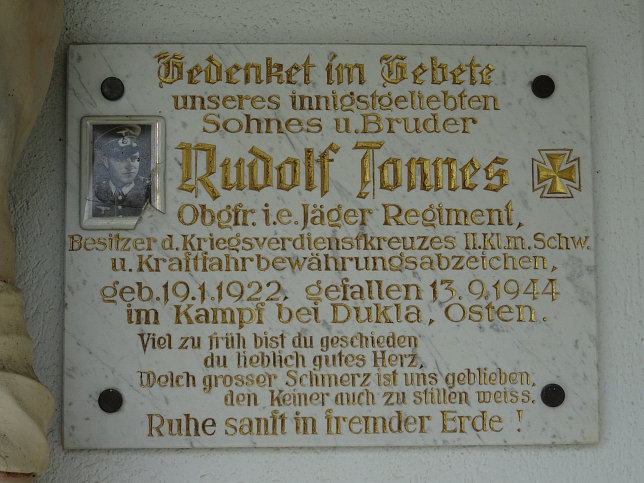 Gedenket im Gebete
unseres innigstgeliebten
Sohnes u. Bruder
Rudolf Tonnes
Obgfr. i.e. Jäger Regiment,
Besitzer d. Kriegsverdienstkreuzes II.Kl.m. Schw.
u. Kraftfahrbewährungsabzeichen,
geb. 19.1.1922, gefallen 13.9.1944
im Kampf bei Dukla, Osten.
Viel zu früh bist du geschieden
du lieblich gutes Herz,
Welch grosser Schmerz ist uns geblieben,
den Keiner auch zu stillen weiss.
Ruhe sanft in fremder Erde !